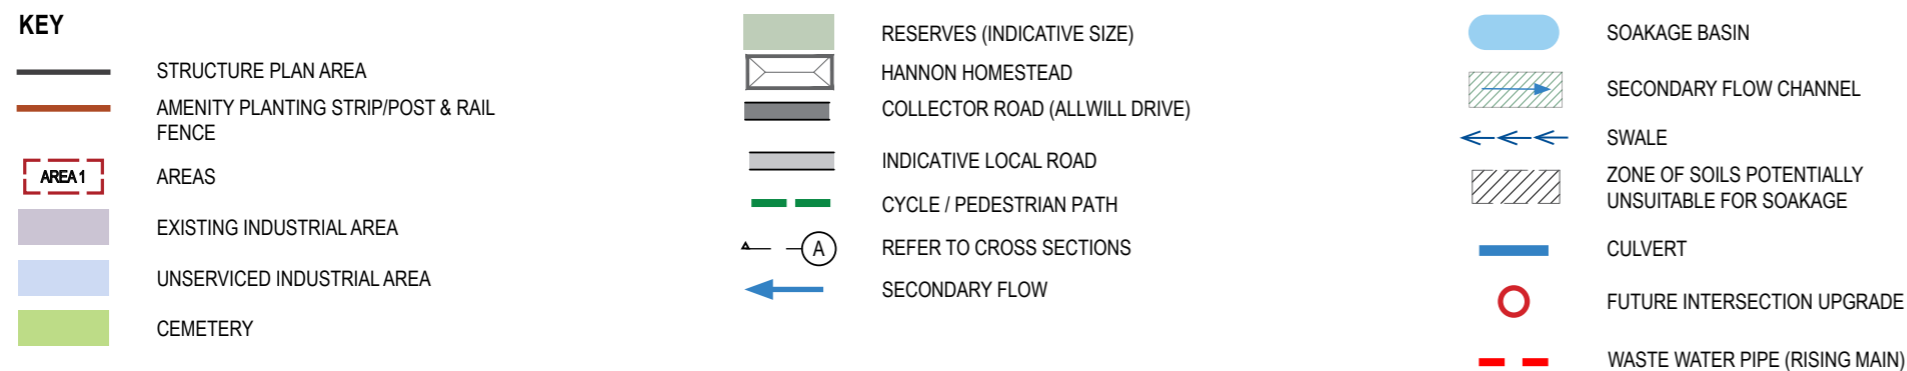 KEY
STRUCTURE PLAN AREA
AMENITY PLANTING STRIP/POST & RAIL
FENCE
AREA 1
AREAS
EXISTING INDUSTRIAL AREA
UNSERVICED INDUSTRIAL AREA
CEMETERY
RESERVES (INDICATIVE SIZE)
HANNON HOMESTEAD
COLLECTOR ROAD (ALLWILL DRIVE)
INDICATIVE LOCAL ROAD
CYCLE / PEDESTRIAN PATH
A
REFER TO CROSS SECTIONS
SECONDARY FLOW
SOAKAGE BASIN
SECONDARY FLOW CHANNEL
SWALE
ZONE OF SOILS POTENTIALLY
UNSUITABLE FOR SOAKAGE
CULVERT
FUTURE INTERSECTION UPGRADE
WASTE WATER PIPE (RISING MAIN)